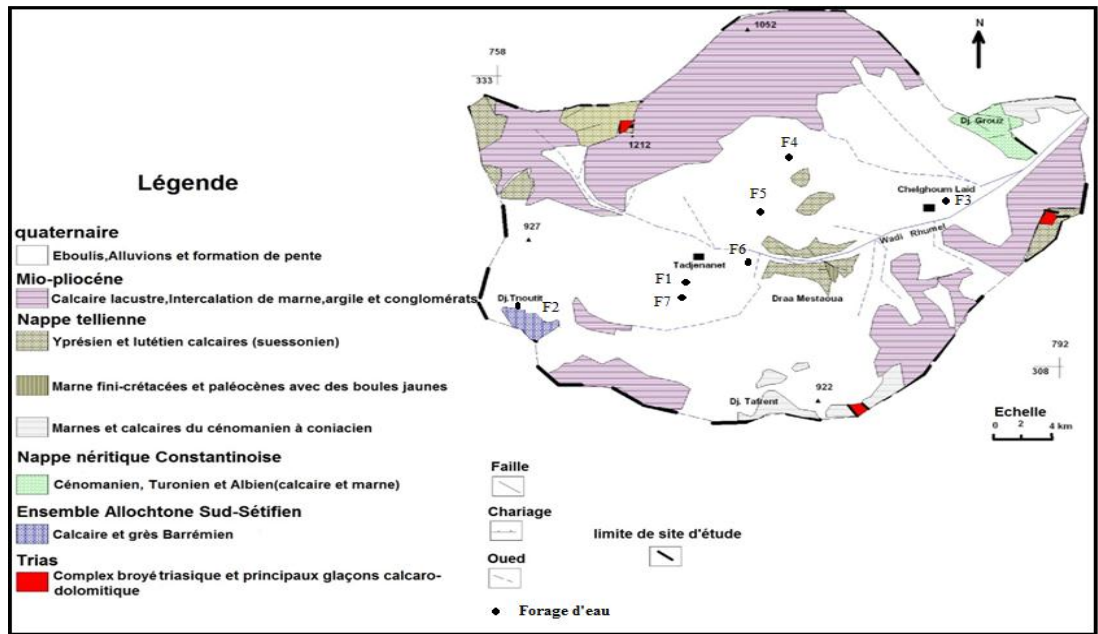 Légende
quaternaire
Eboulis,Alluvions et formation de pente
Mio-pliocéne
Calcaire lacustre,Intercalation de marne,argile et conglomérats
Nappe tellienne
Yprésien et lutétien calcaires (suessonien)
Marne fini-crétacées et paléocènes avec des boules jaunes
Marnes et calcaires du cénomanien à coniacien
Nappe néritique Constantinoise
Cénomanien, Turonien et Albien(calcaire et marne)
Ensemble Allochtone Sud-Sétifien
Calcaire et grès Barrémien
Trias
Complex broyé triasique et principaux glaçons calcaro-
dolomitique
Faille
Chariage
Oued
limite de site d'étude
Forage d'eau
1052
N
758
333
Dj. Grouz
1212
F4
Chelghoum Laid
F3
F5
927
Wadi Rhumel
F6
Tadjenanet
F1
Dj.Tnoutit
F2
F7
Draa Mestaoua
792
308
922
Dj. Tafrent
Echelle
0 2 4 km